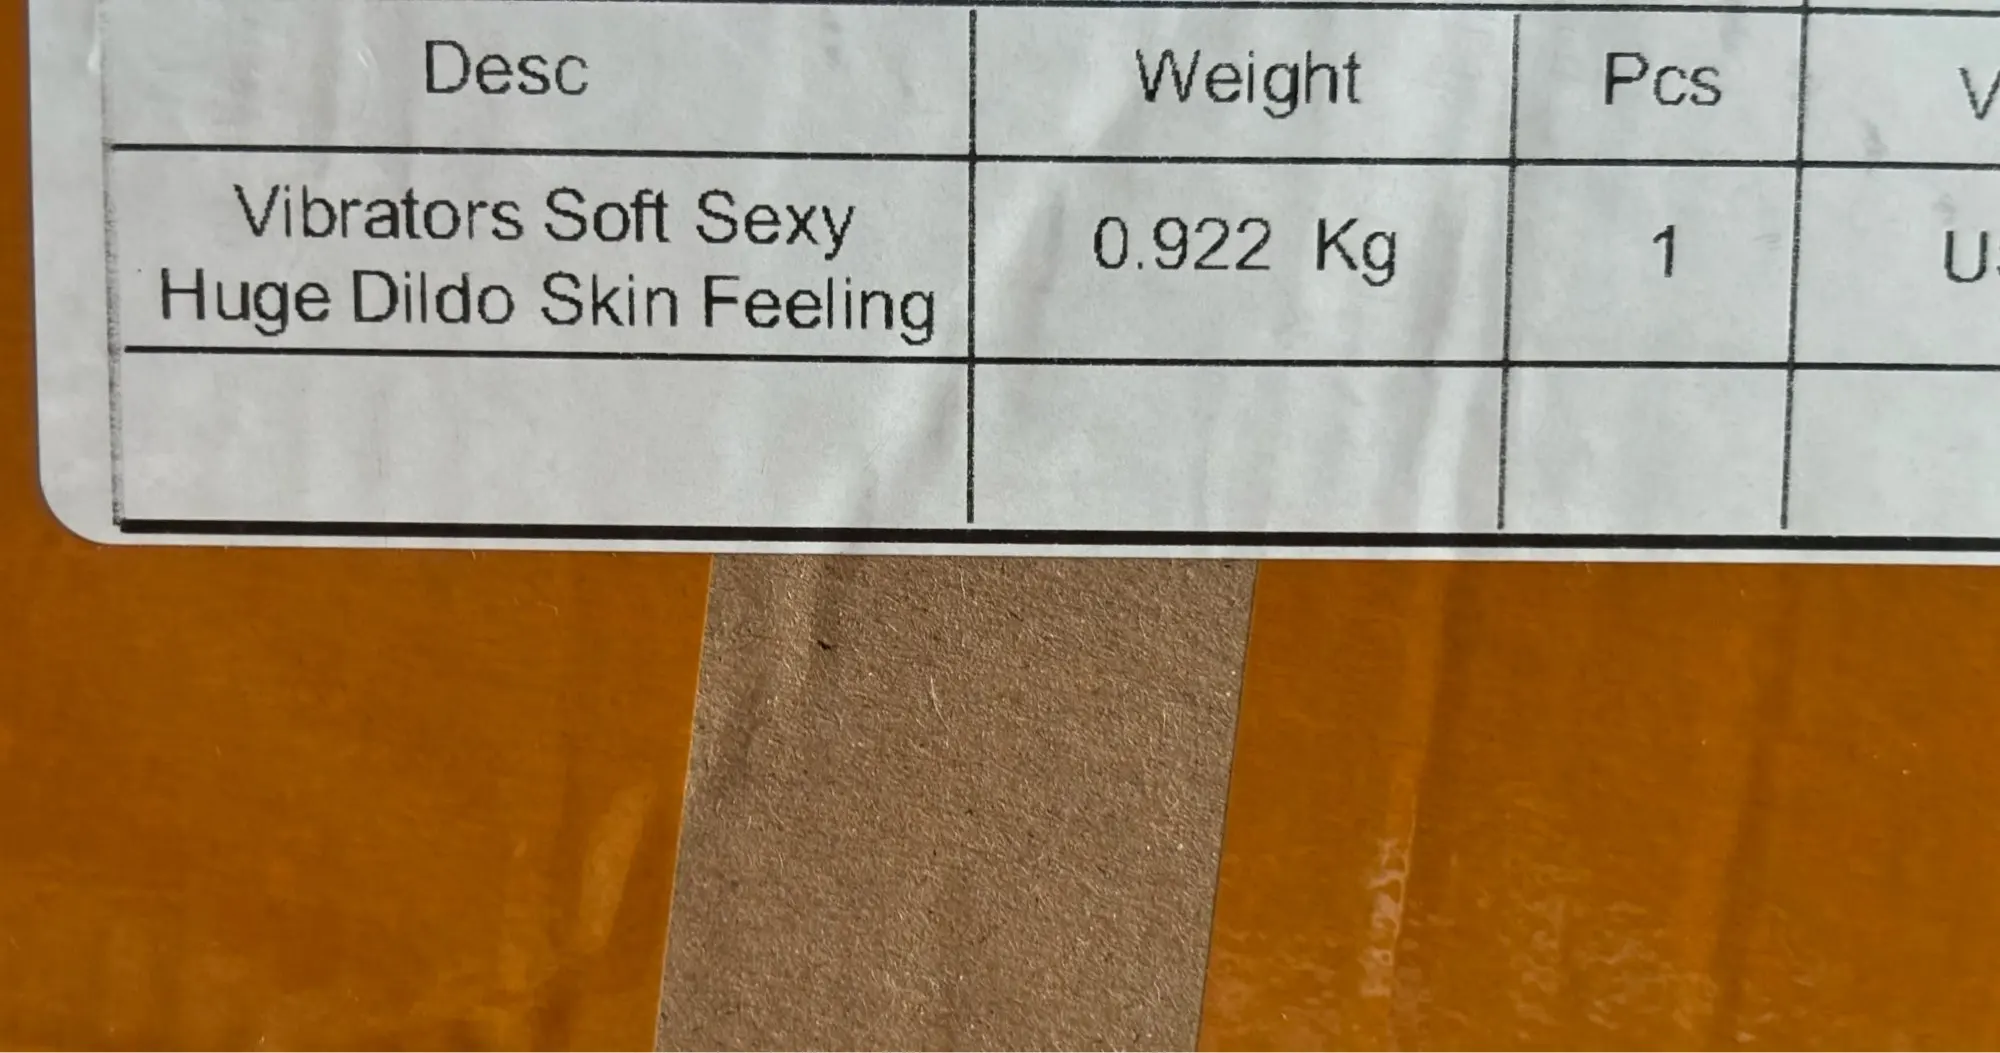 Desc Weight Pcs
Vibrators Soft Sexy
Huge Dildo Skin Feeling
0.922 Kg 1